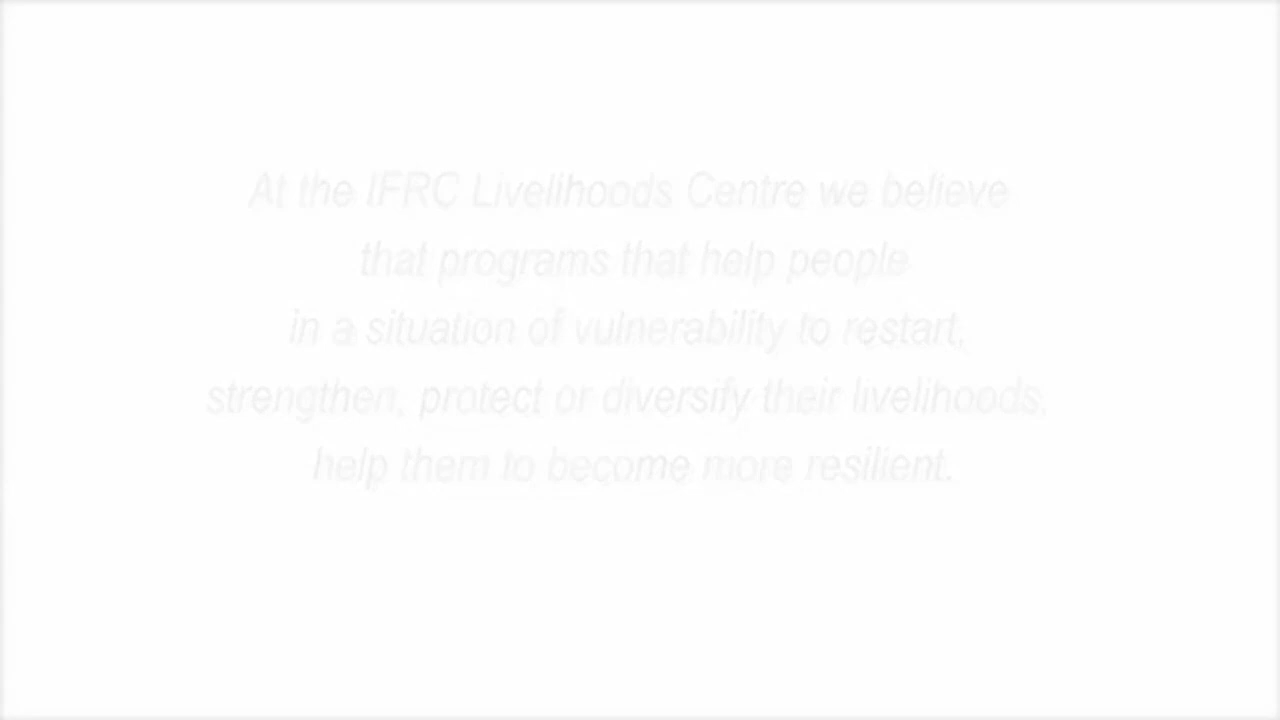 At the IFRC Livelihoods Centre we believe
that programs that help people
in a situation of vulnerability to restart,
strengthen, protect or diversify their livelihoods,
help them to become more resilient.